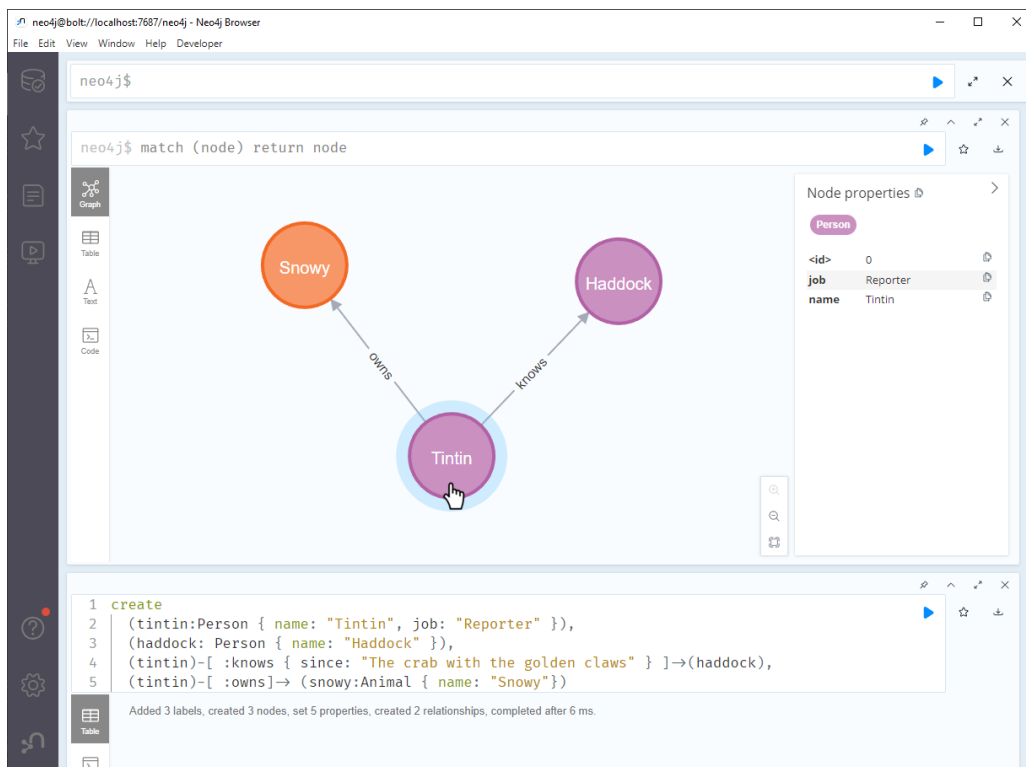 neo4j@bolt://localhost:7687/neo4j - Neo4j Browser
File Edit View Window Help Developer
neo4j$
neo4j$ match (node) return node
Graph
Table
Text
Code
Snowy
Haddock
owns
knows
Tintin
Node properties
Person
<id> 0
job Reporter
name Tintin
1 create
2 (tintin:Person { name: "Tintin", job: "Reporter" }),
3 (haddock: Person { name: "Haddock" }),
4 (tintin)-[ :knows { since: "The crab with the golden claws" } ]→(haddock),
5 (tintin)-[ :owns]→ (snowy:Animal { name: "Snowy"})
Table
Added 3 labels, created 3 nodes, set 5 properties, created 2 relationships, completed after 6 ms.